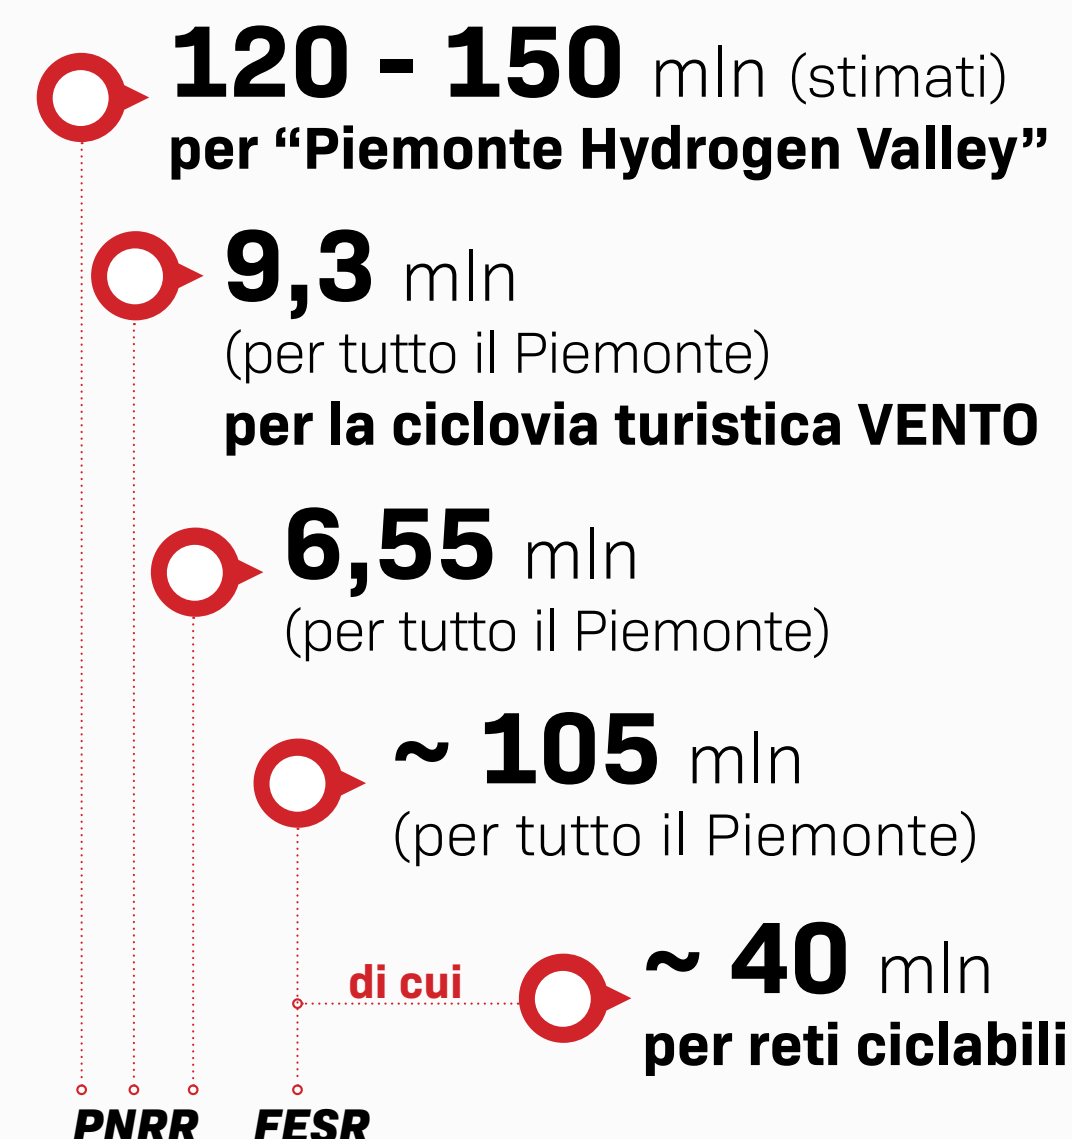 120 - 150 mln (stimati)
per “Piemonte Hydrogen Valley”
9,3 mln
(per tutto il Piemonte)
per la ciclovia turistica VENTO
6,55 mln
(per tutto il Piemonte)
~ 105 mln
(per tutto il Piemonte)
di cui
~ 40 mln
per reti ciclabili
PNRR FESR